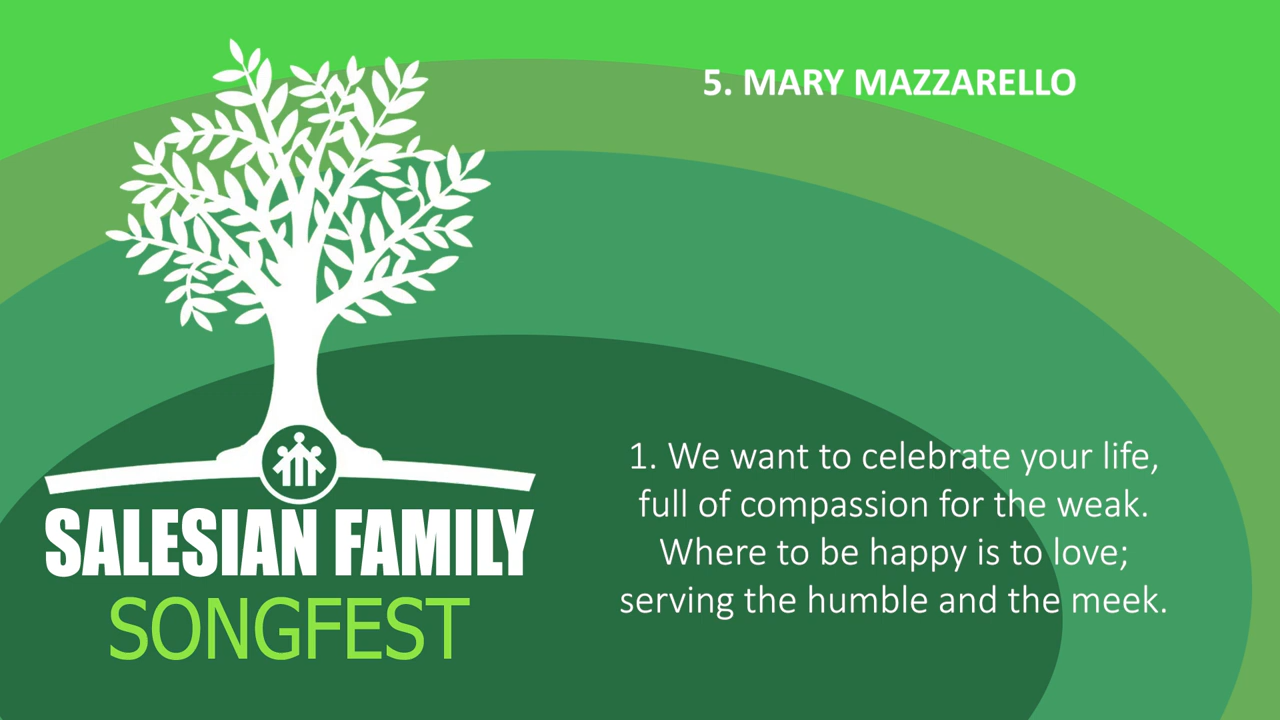 5. MARY MAZZARELLO
SALESIAN FAMILY
SONGFEST
1. We want to celebrate your life,
full of compassion for the weak.
Where to be happy is to love;
serving the humble and the meek.